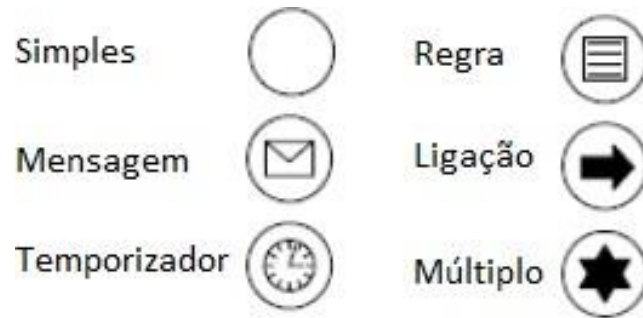 Simples
Mensagem
Temporizador
Regra
Ligação
Múltiplo